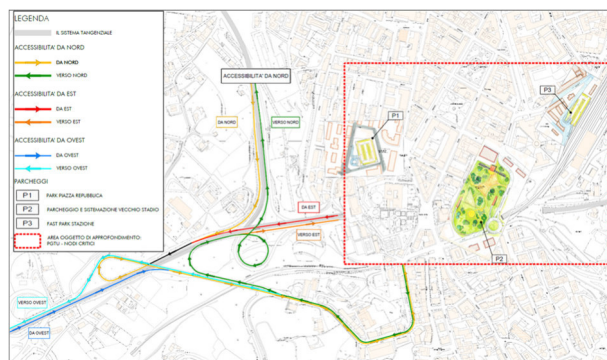 LEGENDA
IL SISTEMA TANGENZIALE
ACCESSIBILITA' DA NORD
DA NORD
VERSO NORD
ACCESSIBILITA' DA EST
DA EST
VERSO EST
ACCESSIBILITA' DA OVEST
DA OVEST
VERSO OVEST
PARCHEGGI
P1 PARK PIAZZA REPUBBLICA
P2 PARCHEGGIO E SISTEMAZIONE VECCHIO STADIO
P3 FAST PARK STAZIONE
AREA OGGETTO DI APPROFONDIMENTO:
PGTU - NODI CRITICI
ACCESSIBILITA' DA NORD
DA NORD
VERSO NORD
P1
P3
DA EST
VERSO EST
P2
VERSO OVEST
DA OVEST